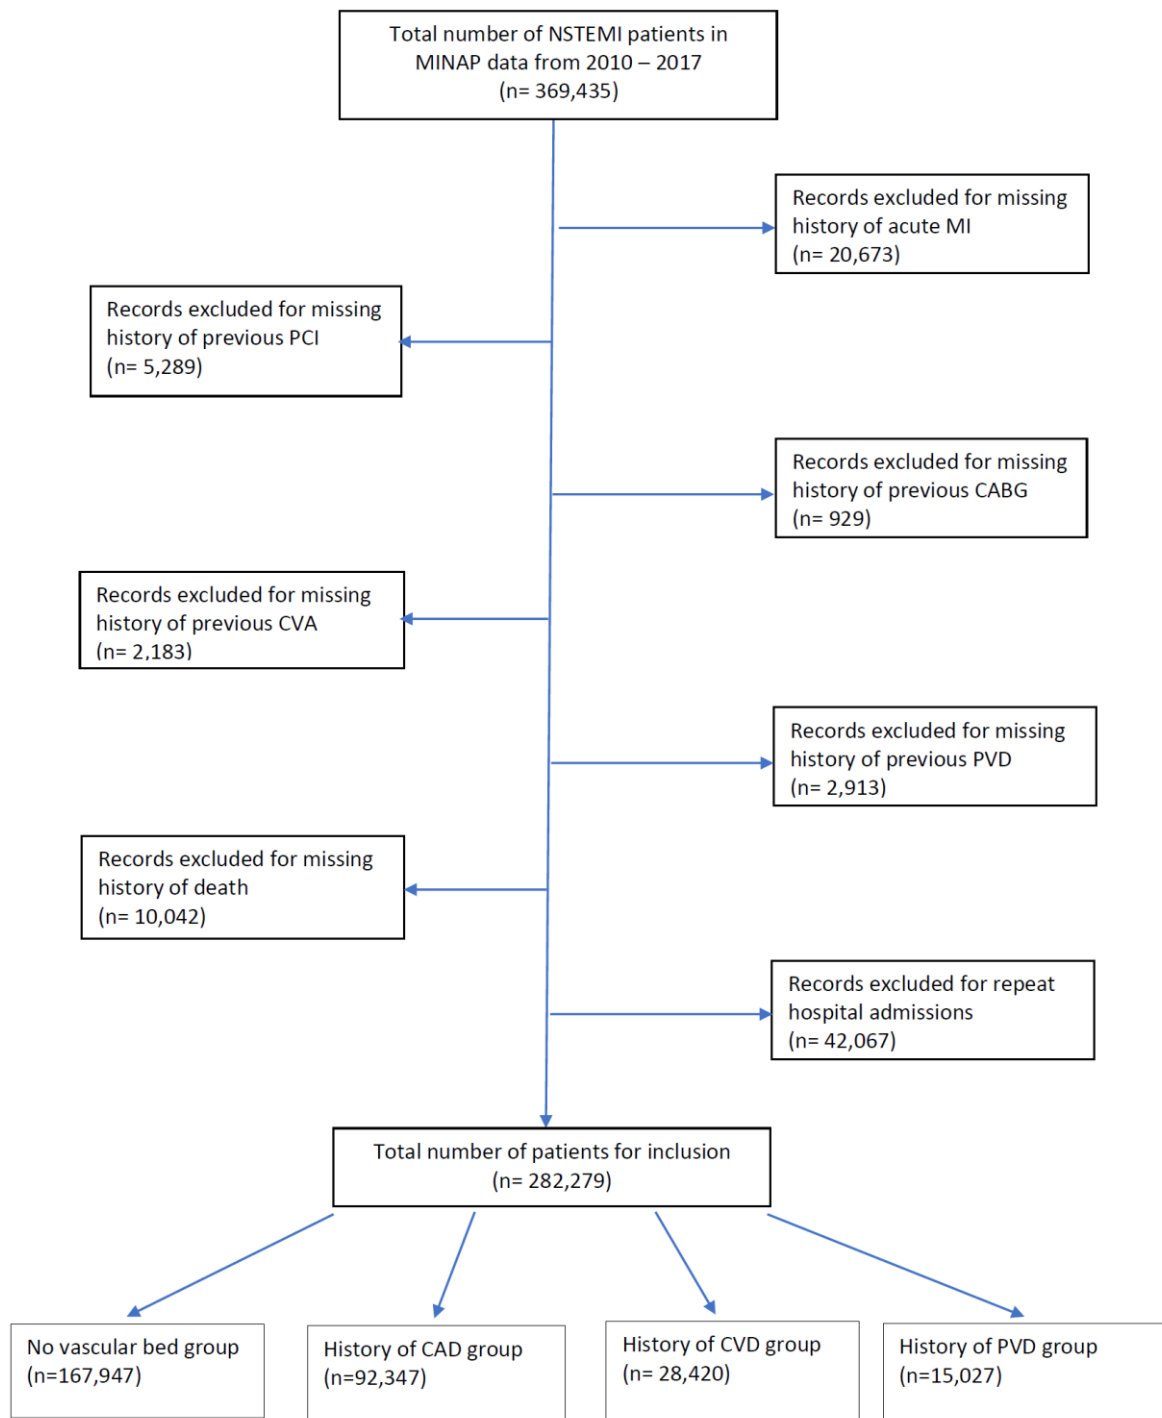 Total number of NSTEMI patients in
MINAP data from 2010 – 2017
(n= 369,435)
Records excluded for missing
history of acute MI
(n= 20,673)
Records excluded for missing
history of previous PCI
(n= 5,289)
Records excluded for missing
history of previous CABG
(n= 929)
Records excluded for missing
history of previous CVA
(n= 2,183)
Records excluded for missing
history of previous PVD
(n= 2,913)
Records excluded for missing
history of death
(n= 10,042)
Records excluded for repeat
hospital admissions
(n= 42,067)
Total number of patients for inclusion
(n= 282,279)
No vascular bed group
(n=167,947)
History of CAD group
(n=92,347)
History of CVD group
(n= 28,420)
History of PVD group
(n=15,027)